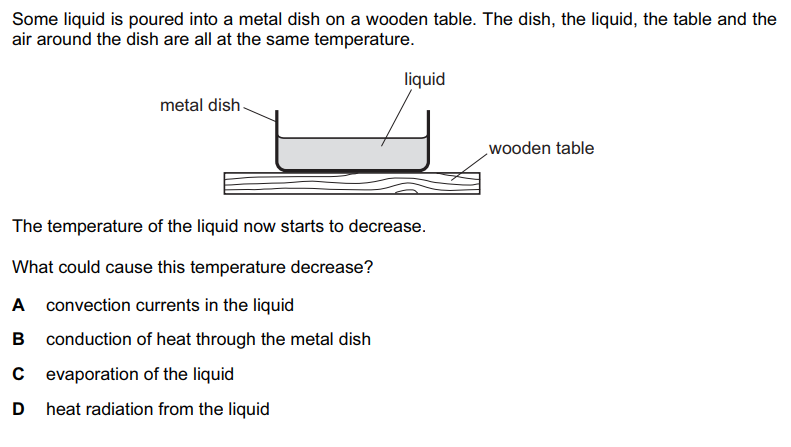 Some liquid is poured into a metal dish on a wooden table. The dish, the liquid, the table and the
air around the dish are all at the same temperature.
liquid
metal dish
wooden table
The temperature of the liquid now starts to decrease.
What could cause this temperature decrease?
A convection currents in the liquid
B conduction of heat through the metal dish
C evaporation of the liquid
D heat radiation from the liquid